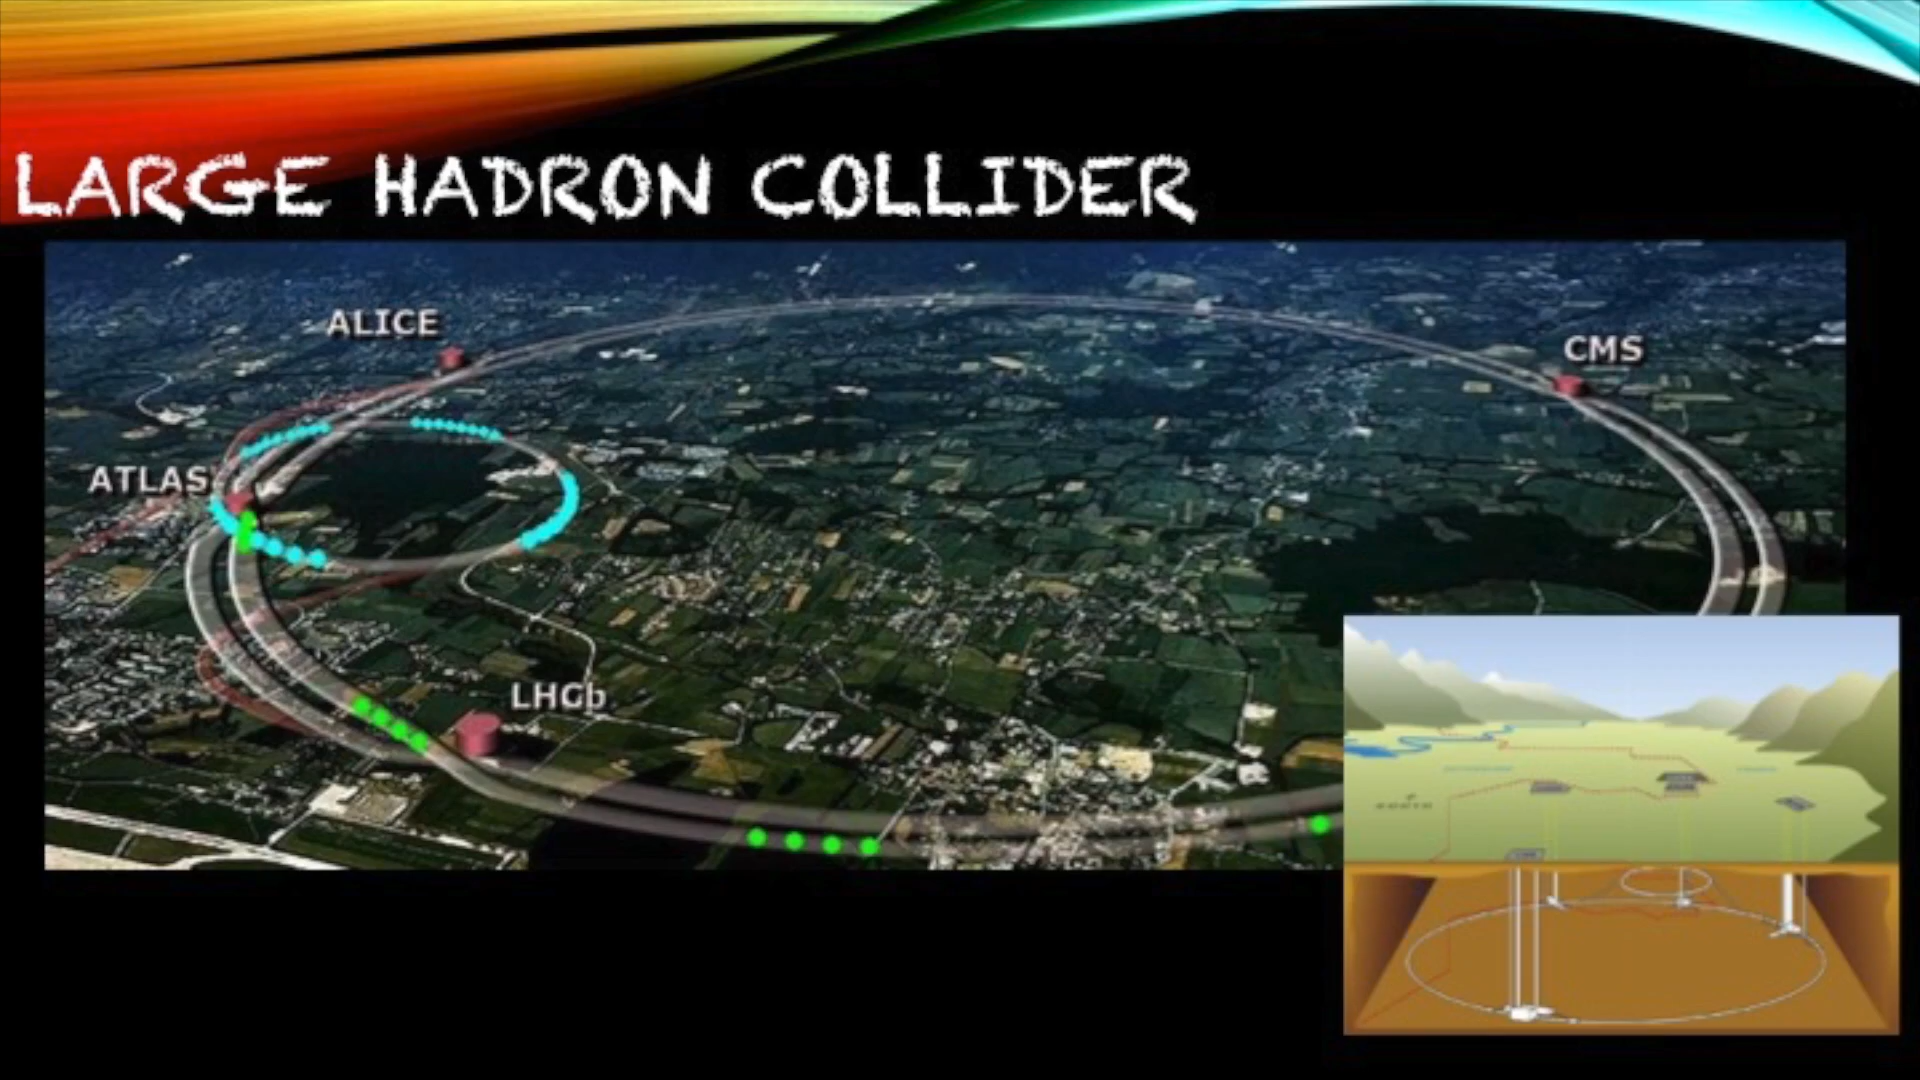 LARGE HADRON COLLIDER
ALICE
CMS
ATLAS
LHCb